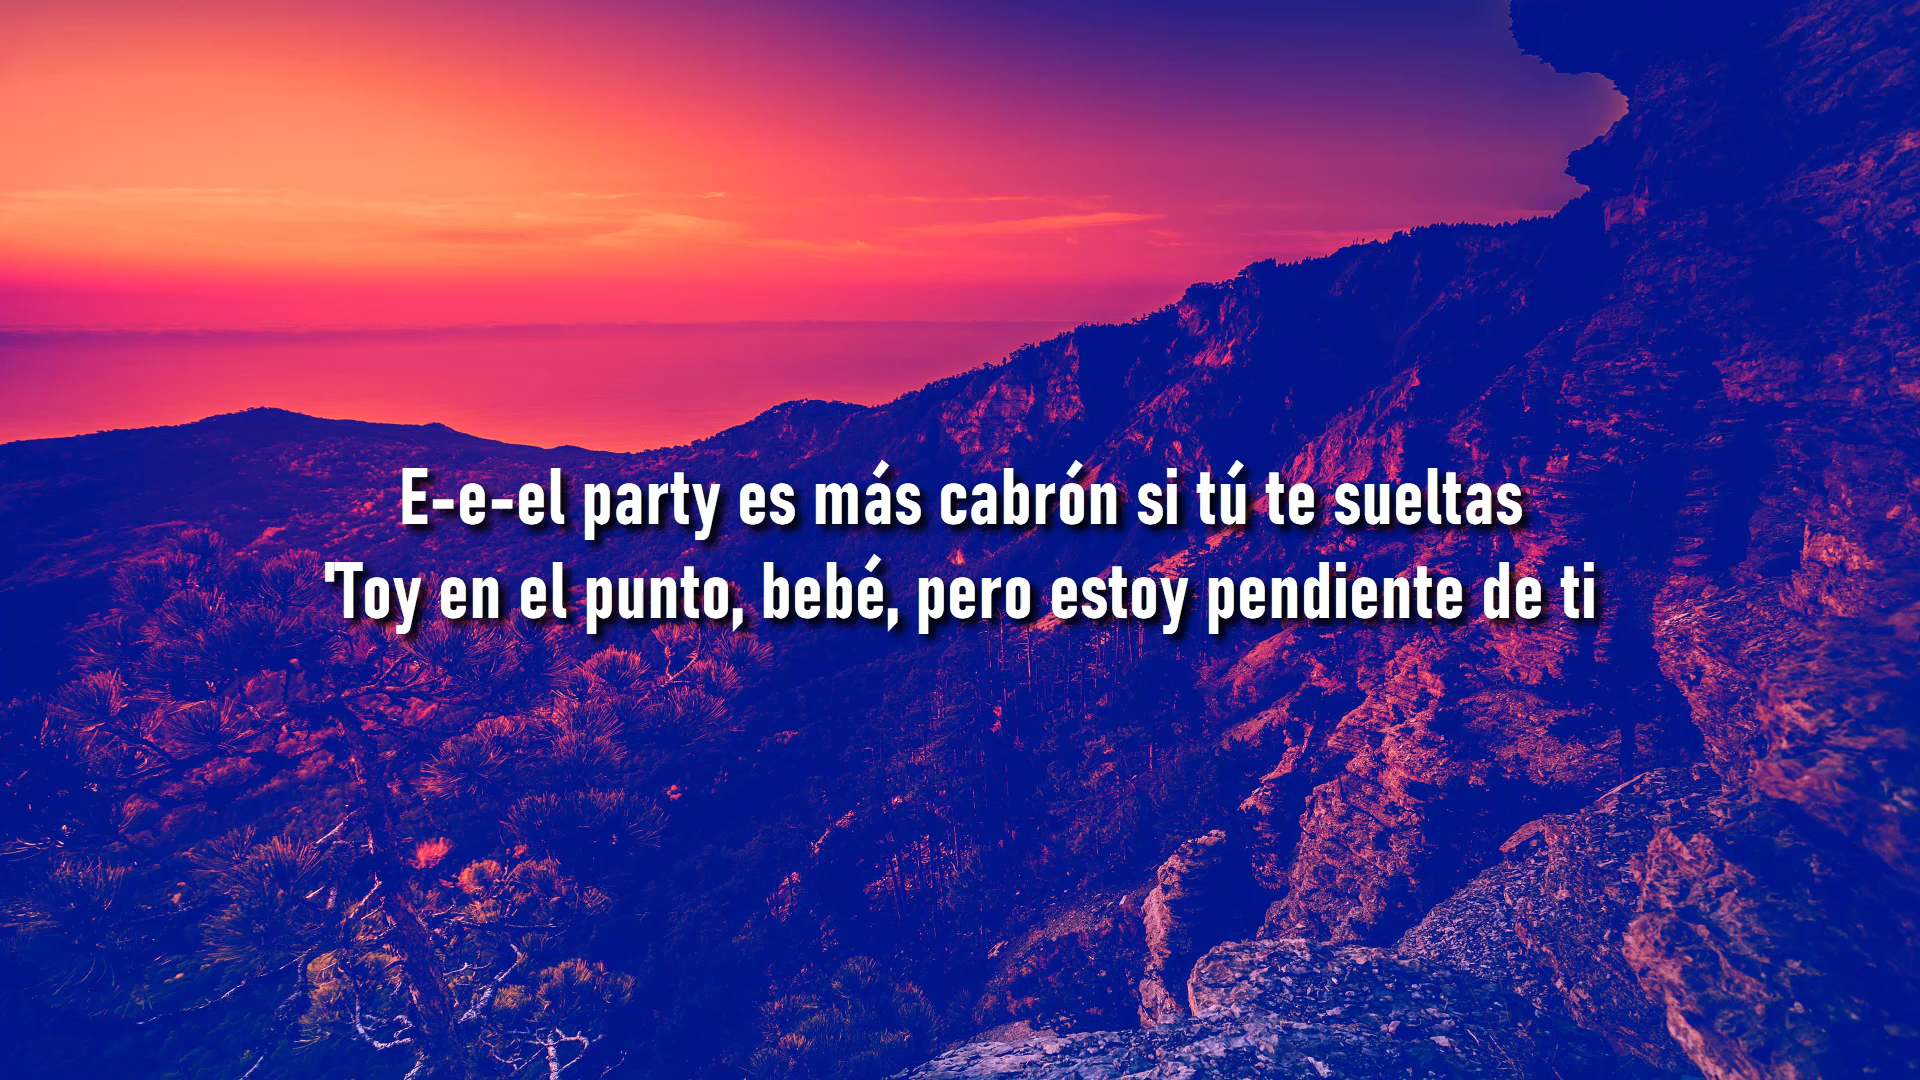 E-e-el party es más cabrón si tú te sueltas
'Toy en el punto, bebé, pero estoy pendiente de ti